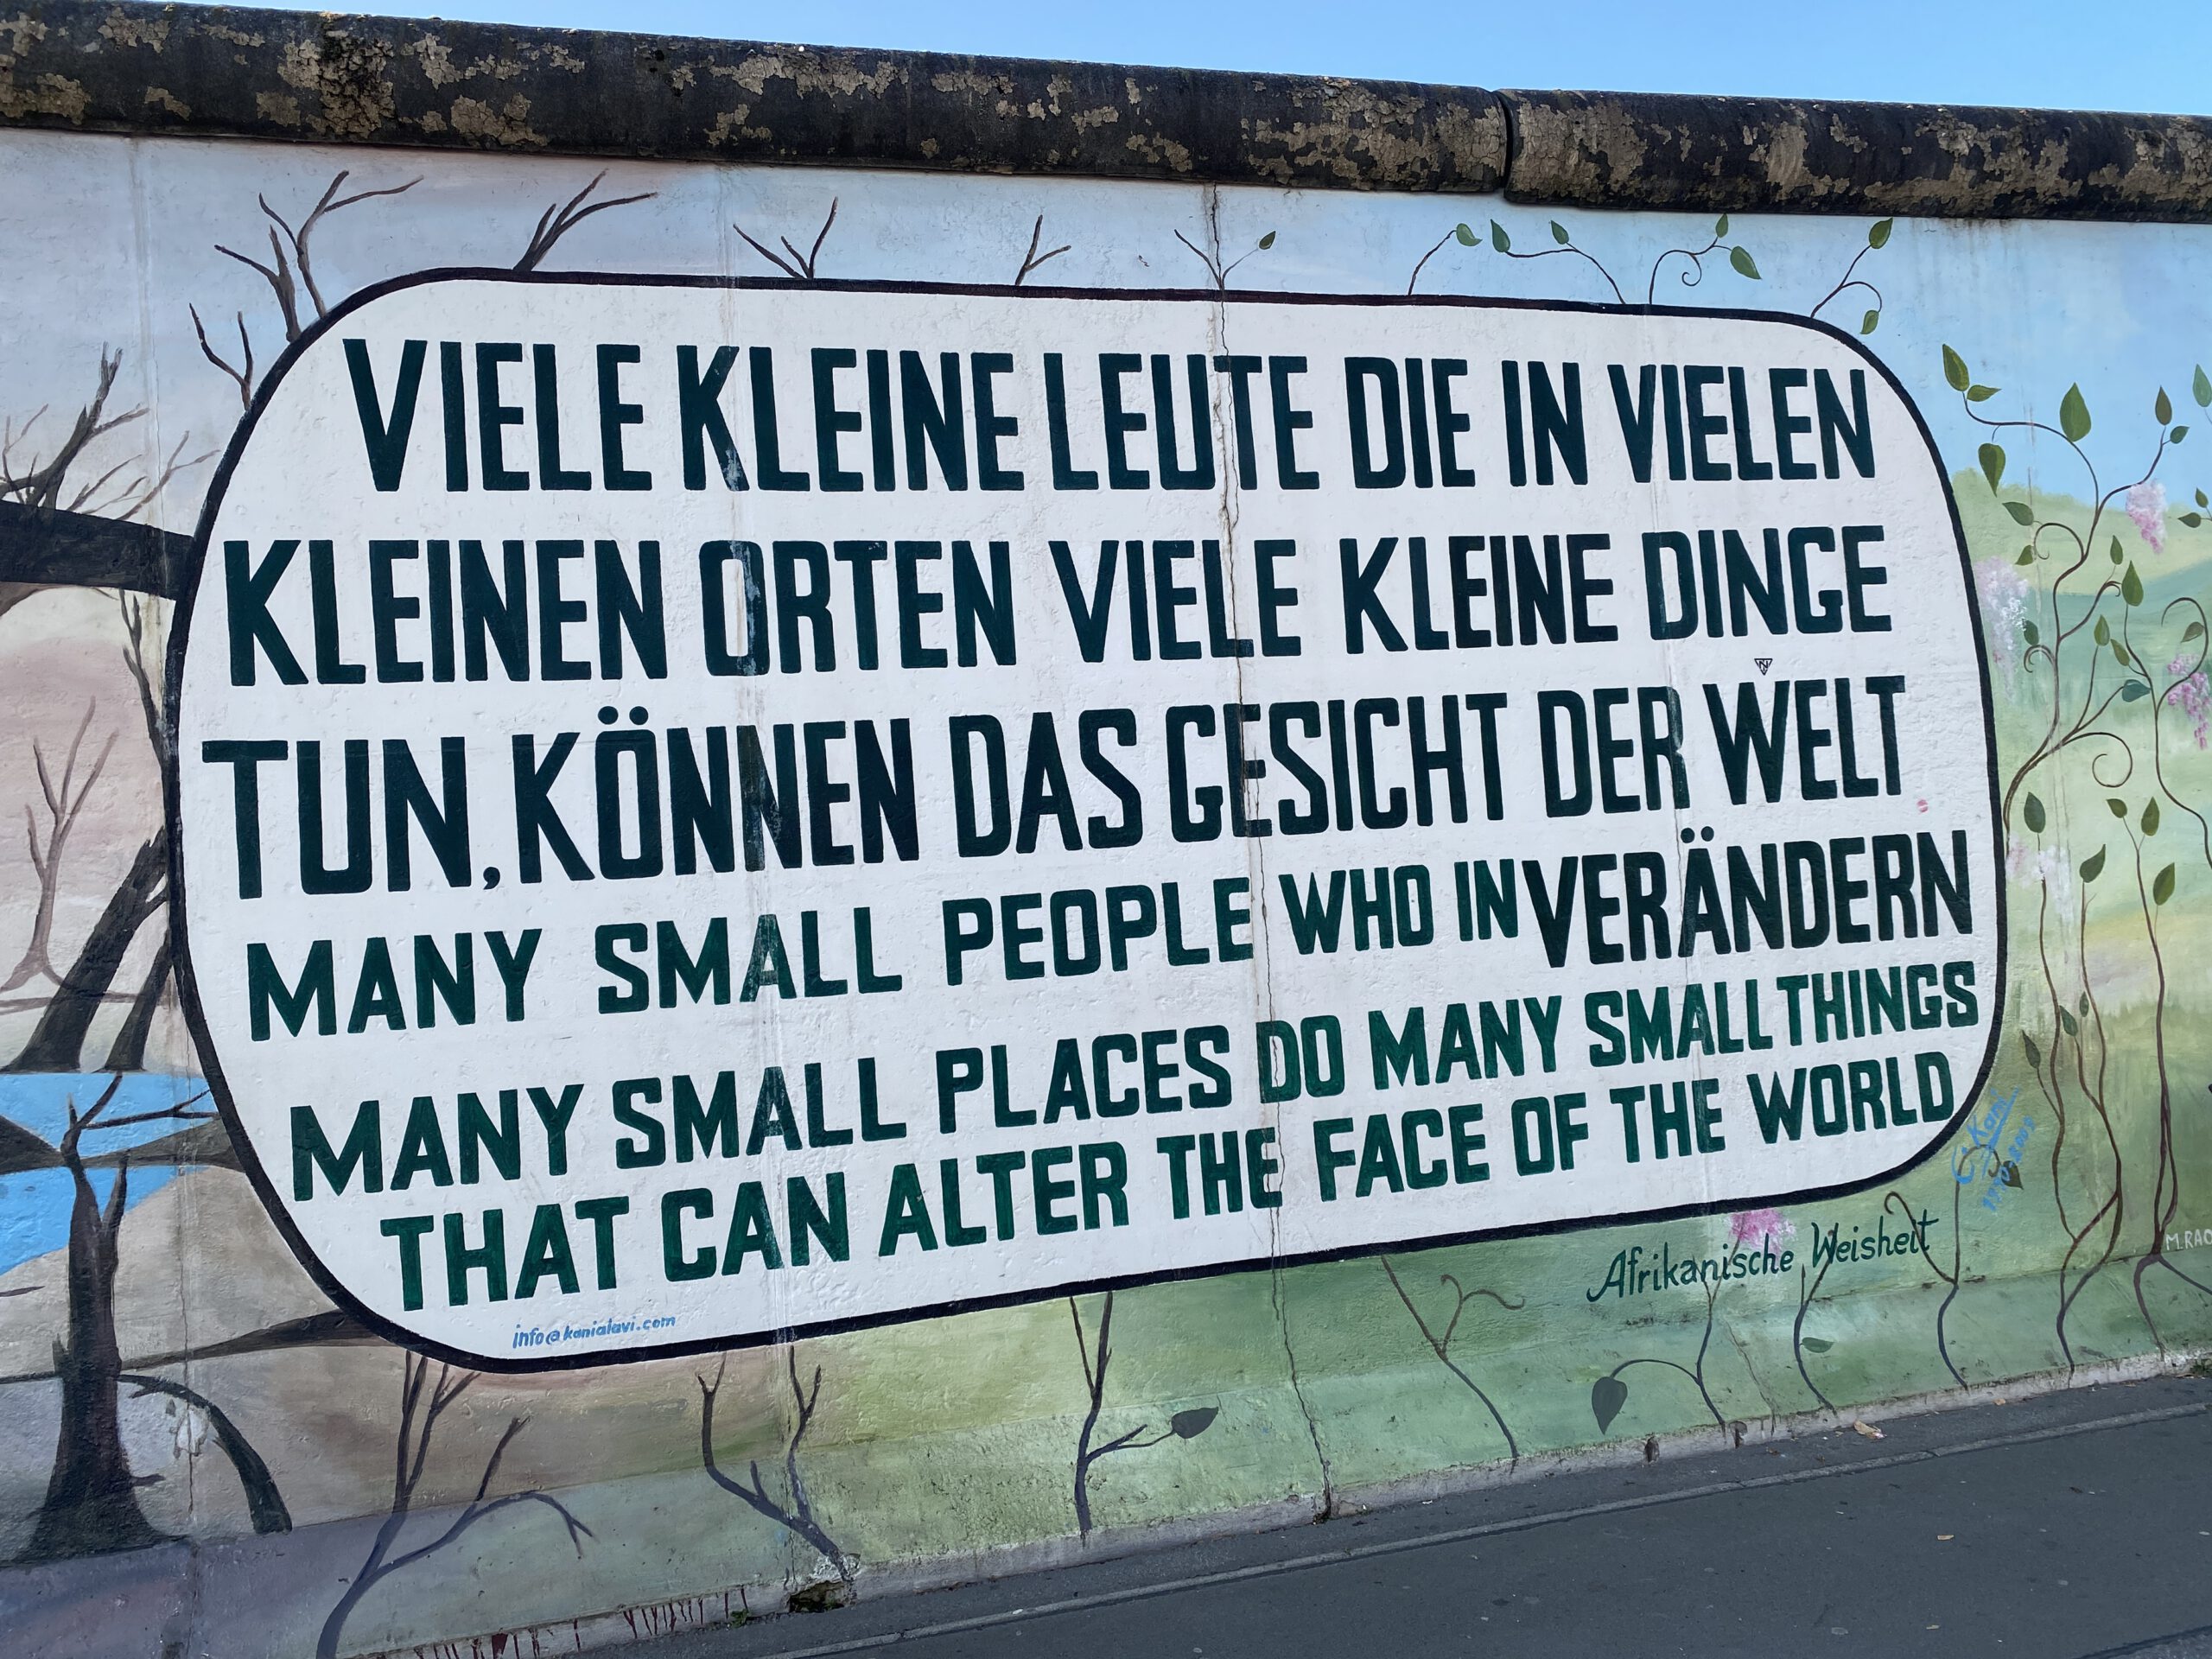 VIELE KLEINE LEUTE DIE IN VIELEN
KLEINEN ORTEN VIELE KLEINE DINGE
TUN, KÖNNEN DAS GESICHT DER WELT
VERÄNDERN
MANY SMALL PEOPLE WHO IN
MANY SMALL PLACES DO MANY SMALL THINGS
THAT CAN ALTER THE FACE OF THE WORLD
info@kanialavi.com
Afrikanische Weisheit
Kani
M.RAO